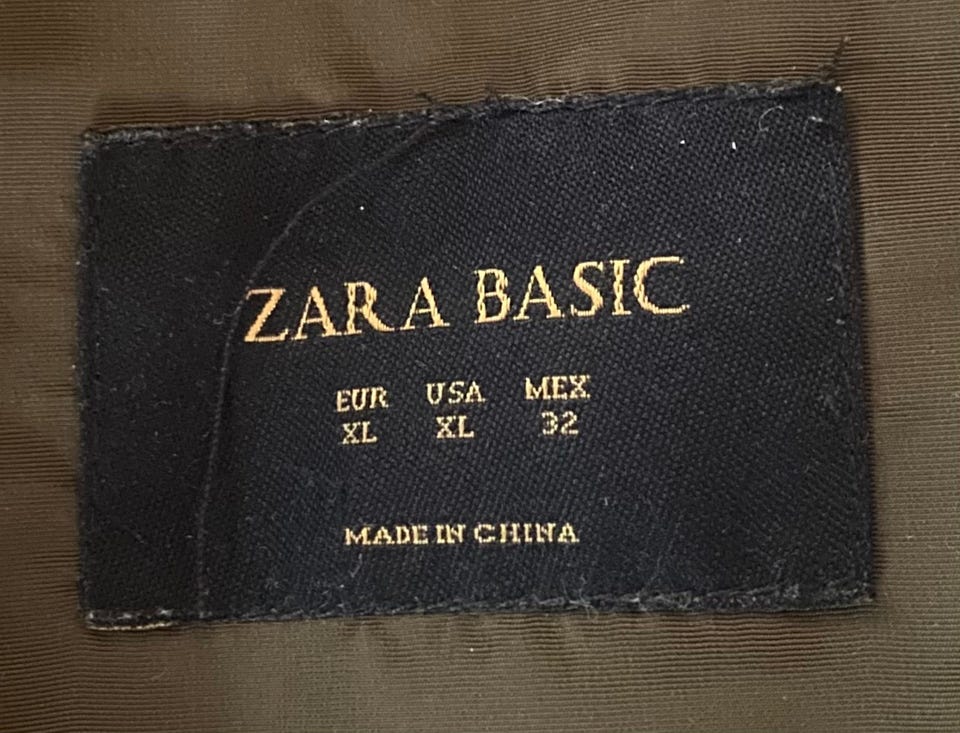 ZARA BASIC
EUR USA MEX
XL XL 32
MADE IN CHINA